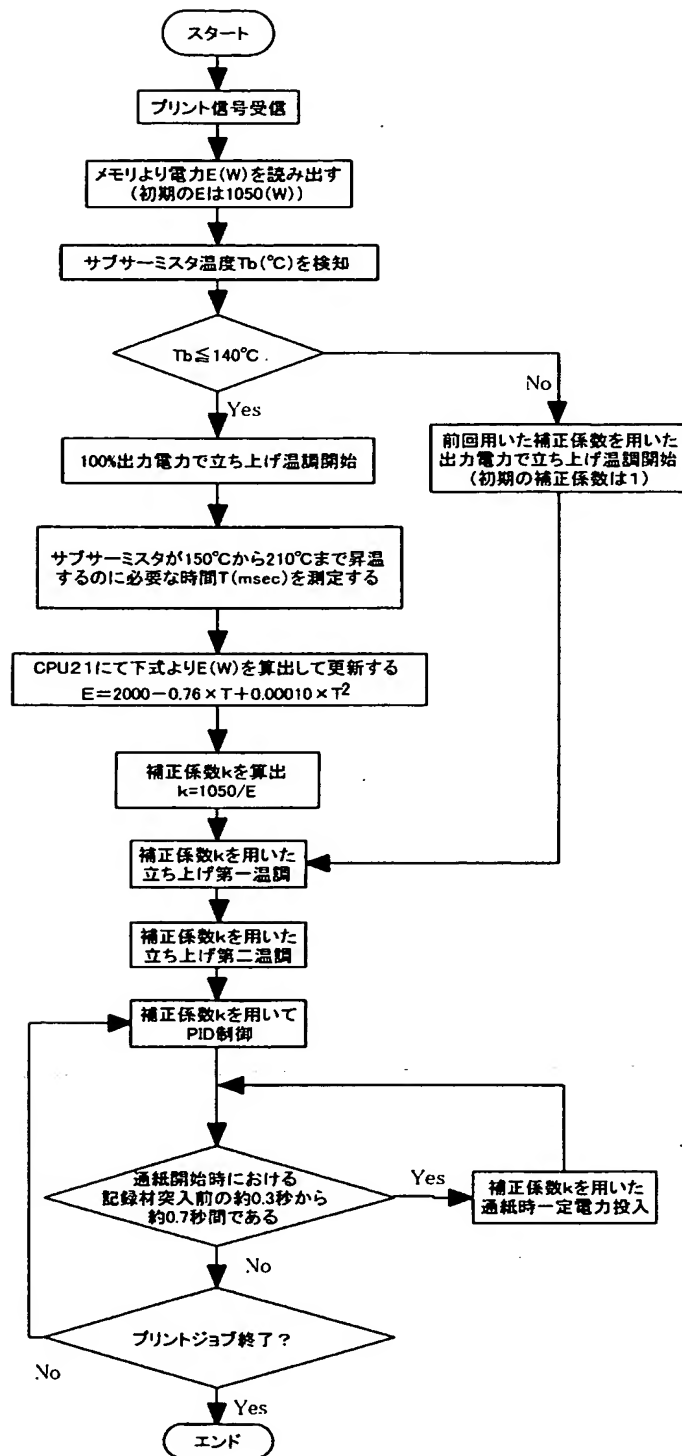 スタート
プリント信号受信
メモリより電力E(W)を読み出す
(初期のEは1050(W))
サブサーミスタ温度Tb(℃)を検知
Tb≦140℃
No
Yes
100%出力電力で立ち上げ温調開始
前回用いた補正係数を用いた
出力電力で立ち上げ温調開始
(初期の補正係数は1)
サブサーミスタが150℃から210℃まで昇温
するのに必要な時間T(msec)を測定する
CPU21にて下式よりE(W)を算出して更新する
E=2000-0.76×T+0.00010×T²
補正係数kを算出
k=1050/E
補正係数kを用いた
立ち上げ第一温調
補正係数kを用いた
立ち上げ第二温調
補正係数kを用いて
PID制御
通紙開始時における
記録材突入前の約0.3秒から
約0.7秒間である
Yes
補正係数kを用いた
通紙時一定電力投入
No
プリントジョブ終了?
No
Yes
エンド